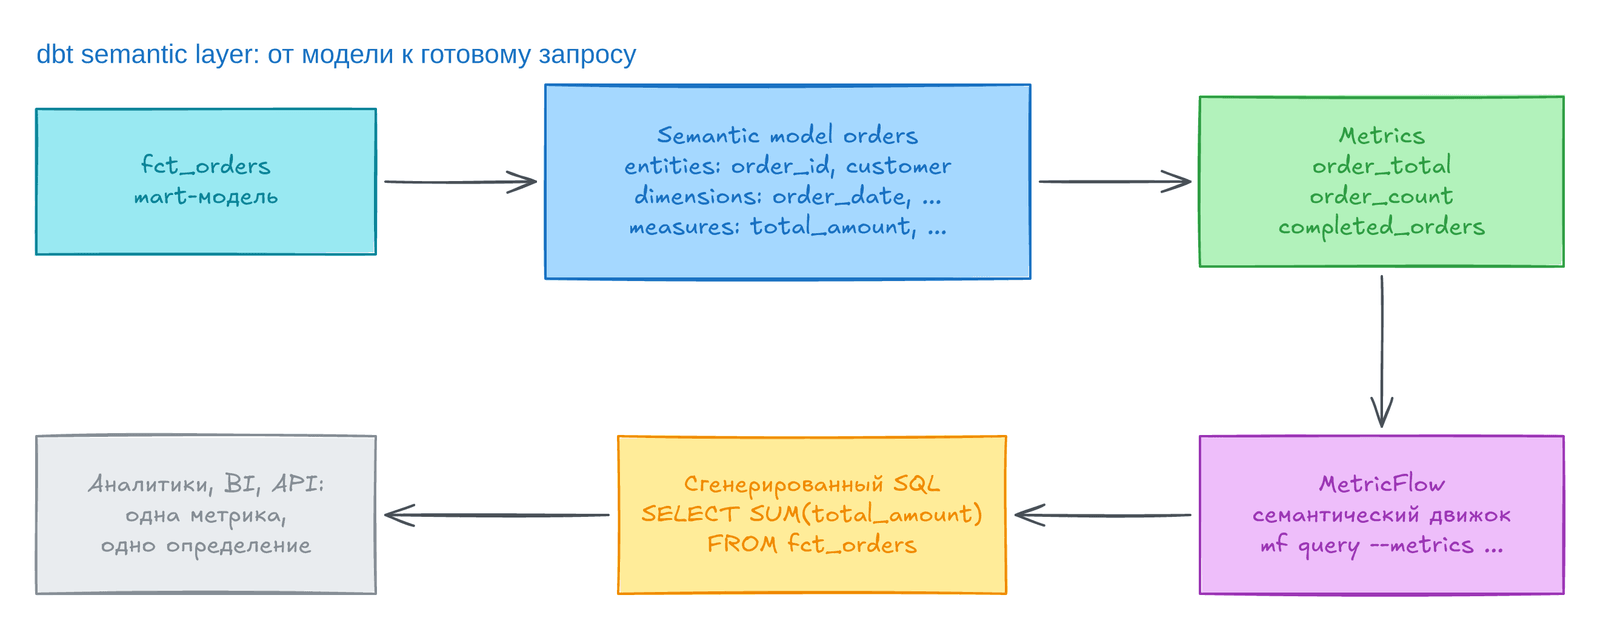 dbt semantic layer: от модели к готовому запросу
fct_orders
mart-модель
Semantic model orders
entities: order_id, customer
dimensions: order_date, ...
measures: total_amount, ...
Metrics
order_total
order_count
completed_orders
MetricFlow
семантический движок
mf query --metrics ...
Сгенерированный SQL
SELECT SUM(total_amount)
FROM fct_orders
Аналитики, BI, API:
одна метрика,
одно определение